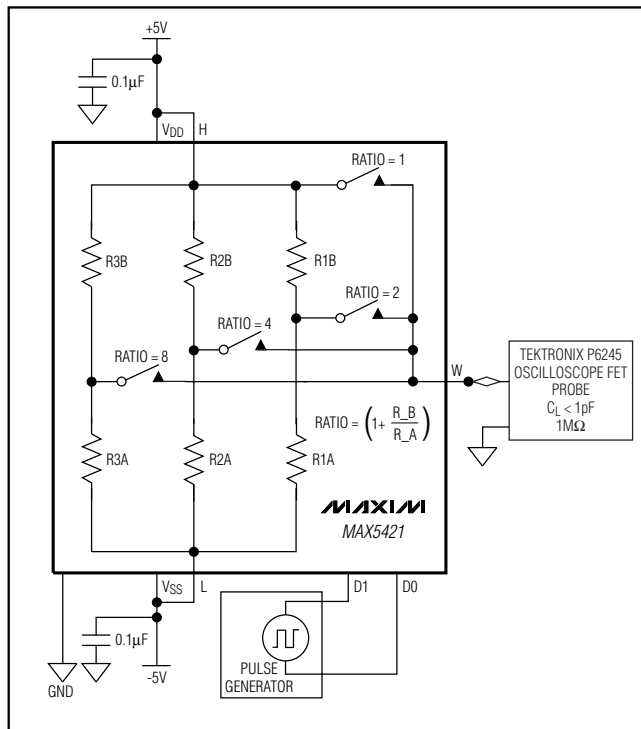 +5V
0.1µF
VDD
H
RATIO = 1
R3B
R2B
R1B
RATIO = 2
RATIO = 4
RATIO = 8
W
TEKTRONIX P6245
OSCILLOSCOPE FET
PROBE
CL < 1pF
1MΩ
RATIO = (1+ R_B/R_A)
R3A
R2A
R1A
MAXIM
MAX5421
VSS
L
D1
D0
0.1µF
GND
-5V
PULSE
GENERATOR